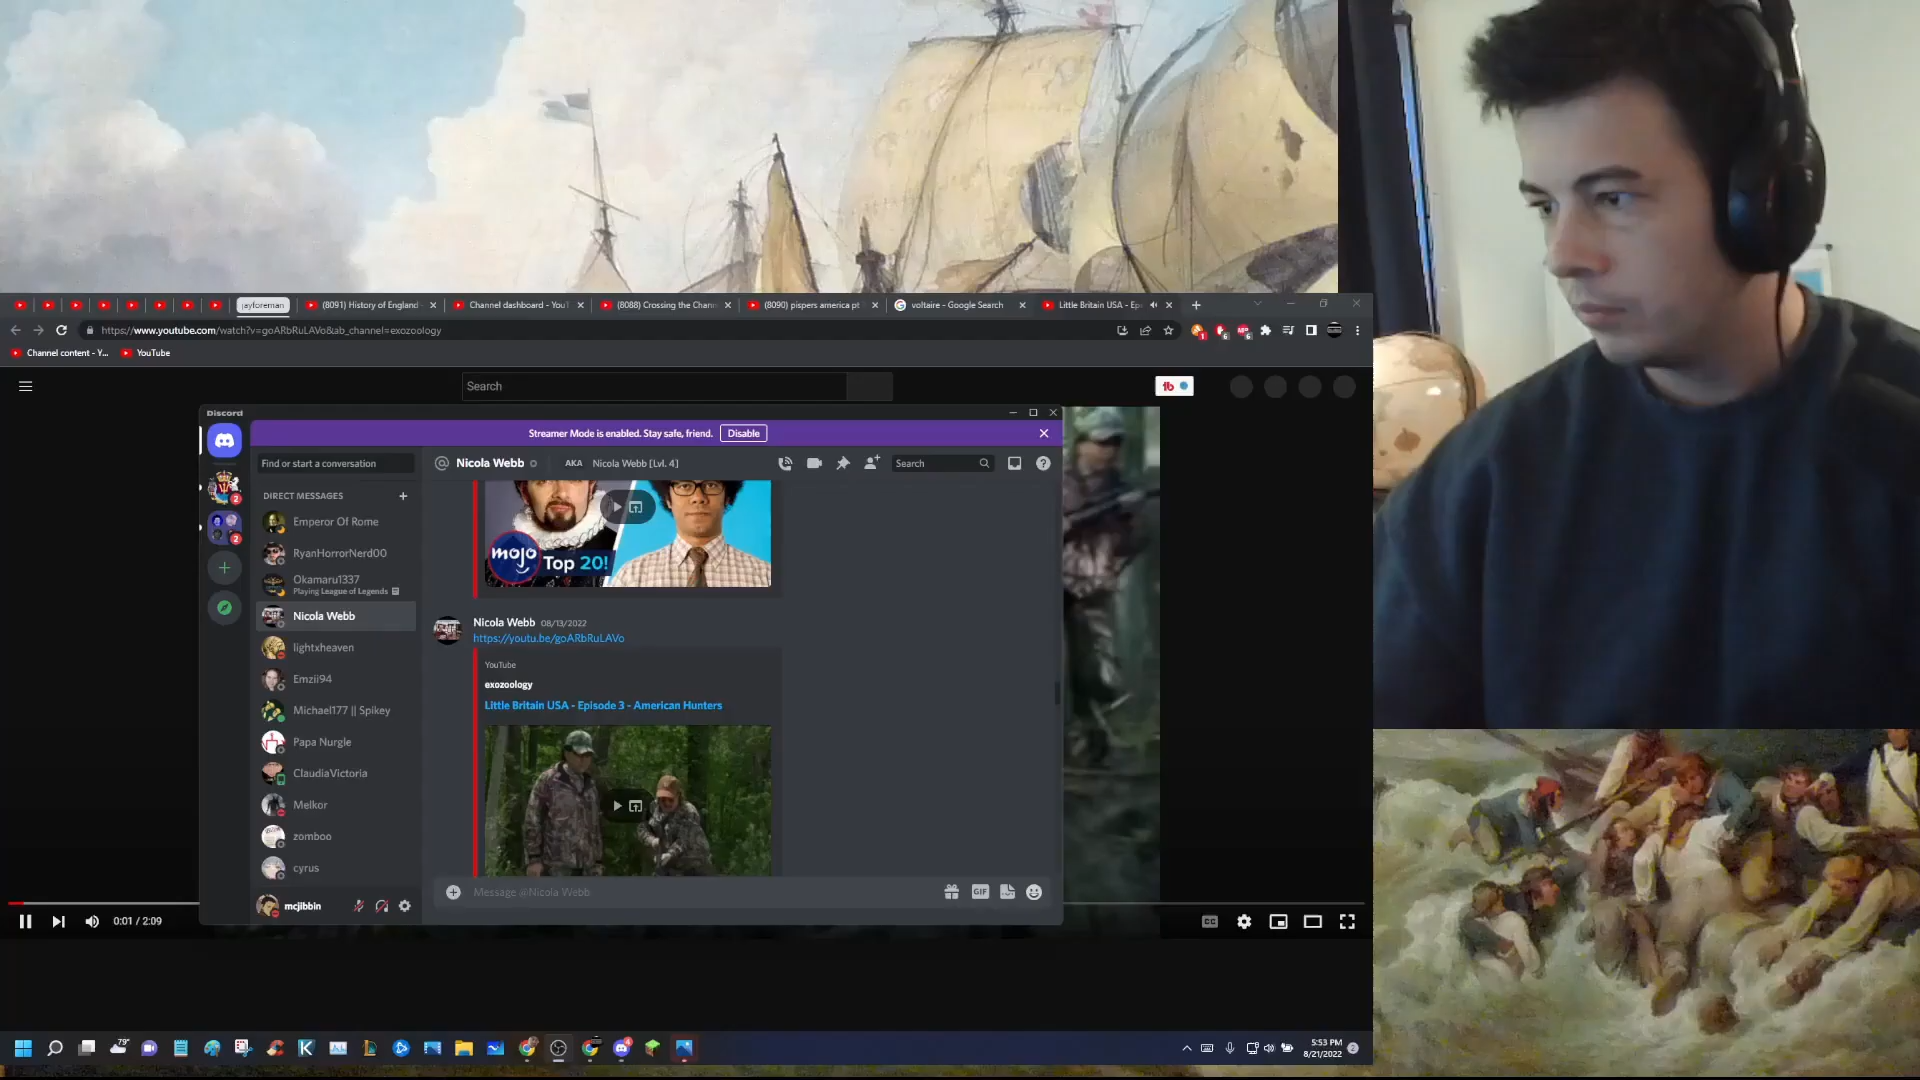 jayforeman
(8091) History of England
Channel dashboard - YouT
(8088) Crossing the Chann
(8090) pispers america pt
voltaire - Google Search
Little Britain USA - Ep
https://www.youtube.com/watch?v=goARbRuLAVo&ab_channel=exozoology
Channel content - Y...
YouTube
Search
Discord
Streamer Mode is enabled. Stay safe, friend.
Disable
Find or start a conversation
Nicola Webb
AKA
Nicola Webb [Lvl. 4]
Search
DIRECT MESSAGES
Emperor Of Rome
RyanHorrorNerd00
Okamaru1337
Playing League of Legends
Nicola Webb
lightxheaven
Emzii94
Michael177 || Spikey
Papa Nurgle
ClaudiaVictoria
Melkor
zomboo
cyrus
mcjibbin
mojo
Top 20!
Nicola Webb 08/13/2022
https://youtu.be/goARbRuLAVo
YouTube
exozoology
Little Britain USA - Episode 3 - American Hunters
Message @Nicola Webb
GIF
0:01 / 2:09
CC
79°
5:53 PM
8/21/2022